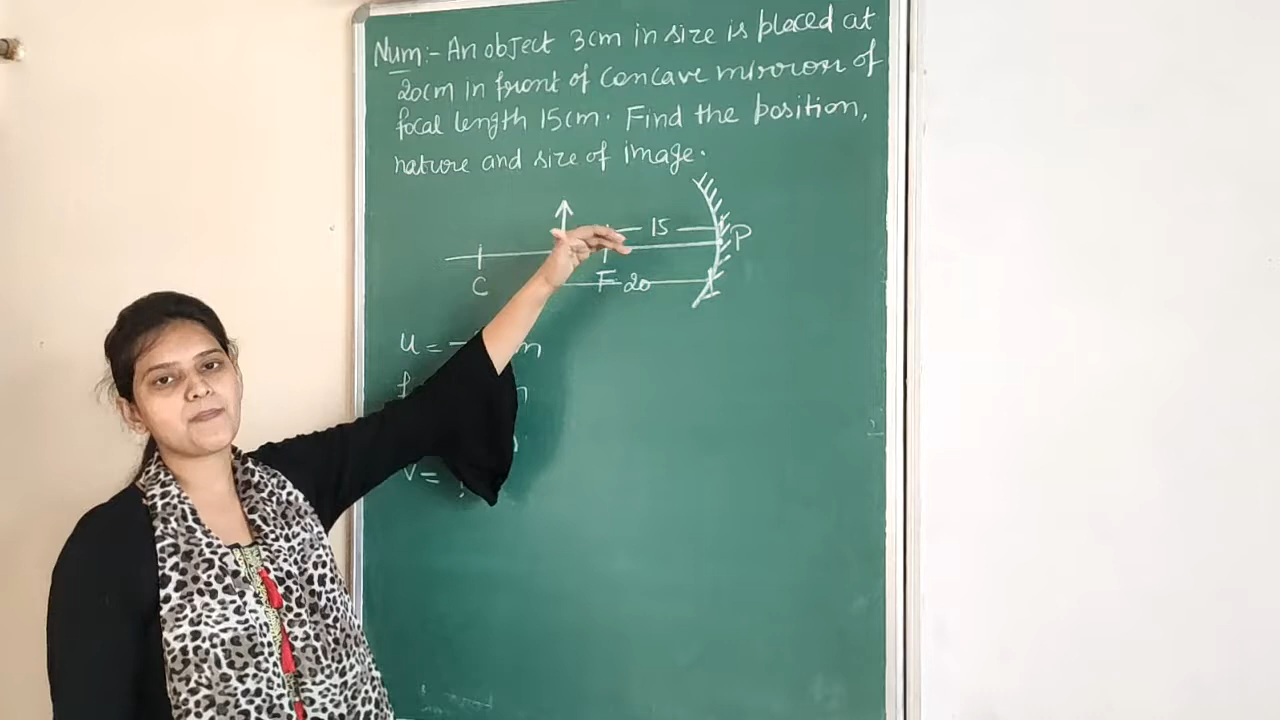 Num:- An object 3cm in size is placed at
20cm in front of concave mirror of
focal length 15cm. Find the position,
nature and size of image.
15
P
C
F
20
u = -
V =